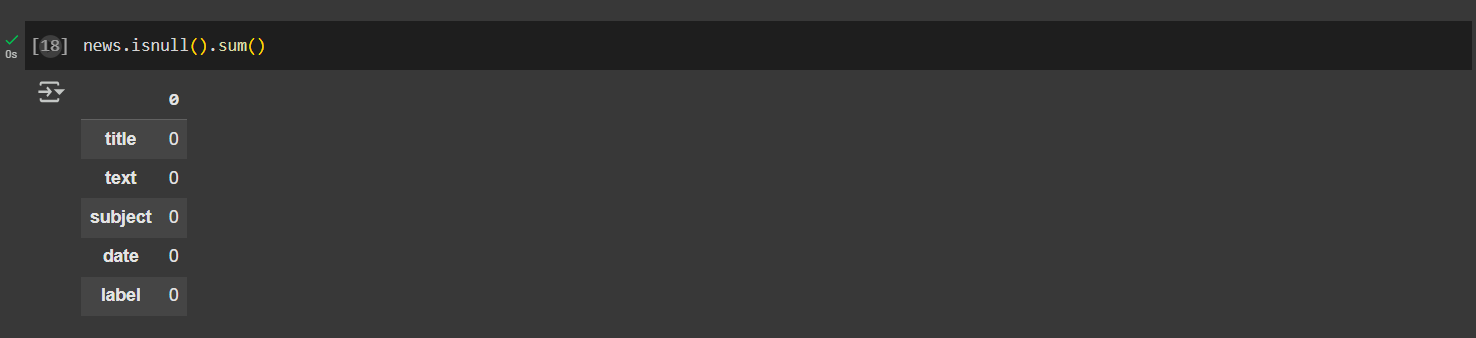 [18] news.isnull().sum()
0s
0
title 0
text 0
subject 0
date 0
label 0